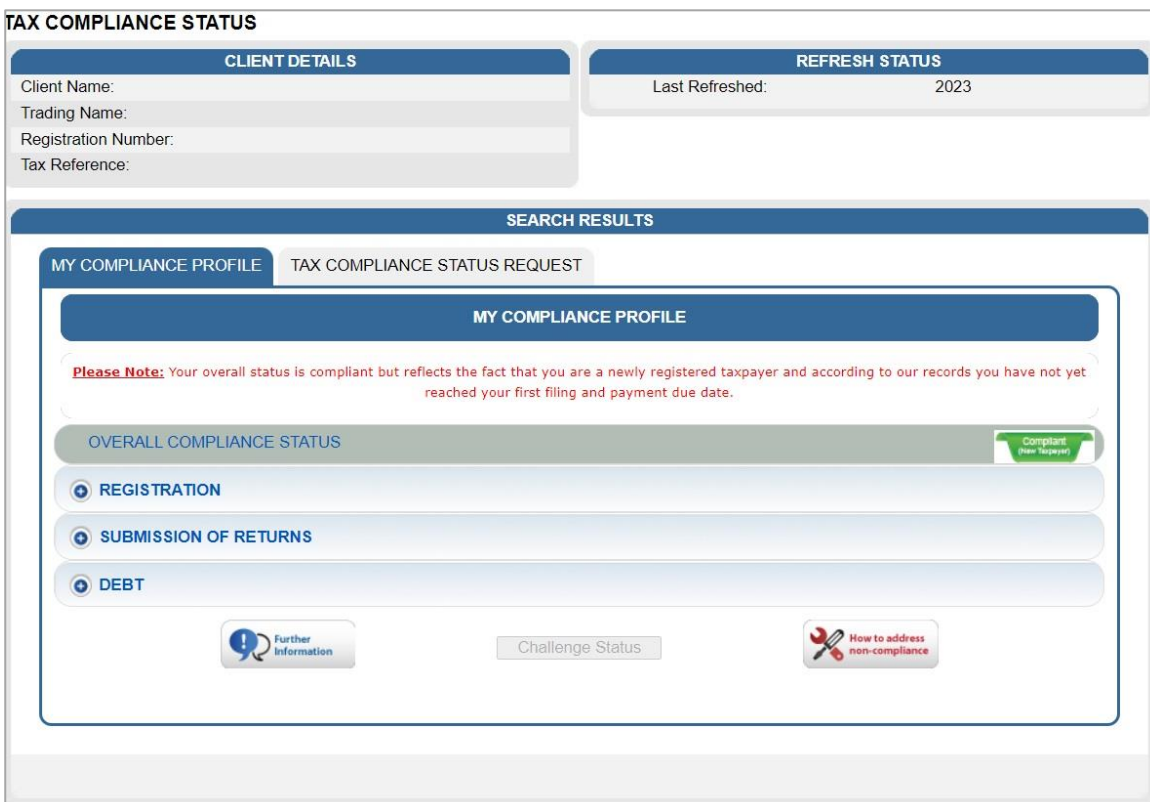 TAX COMPLIANCE STATUS
CLIENT DETAILS
Client Name:
Trading Name:
Registration Number:
Tax Reference:
REFRESH STATUS
Last Refreshed: 2023
SEARCH RESULTS
MY COMPLIANCE PROFILE
TAX COMPLIANCE STATUS REQUEST
MY COMPLIANCE PROFILE
Please Note: Your overall status is compliant but reflects the fact that you are a newly registered taxpayer and according to our records you have not yet
reached your first filing and payment due date.
OVERALL COMPLIANCE STATUS
Compliant
(New Taxpayer)
REGISTRATION
SUBMISSION OF RETURNS
DEBT
Further
Information
Challenge Status
How to address
non-compliance